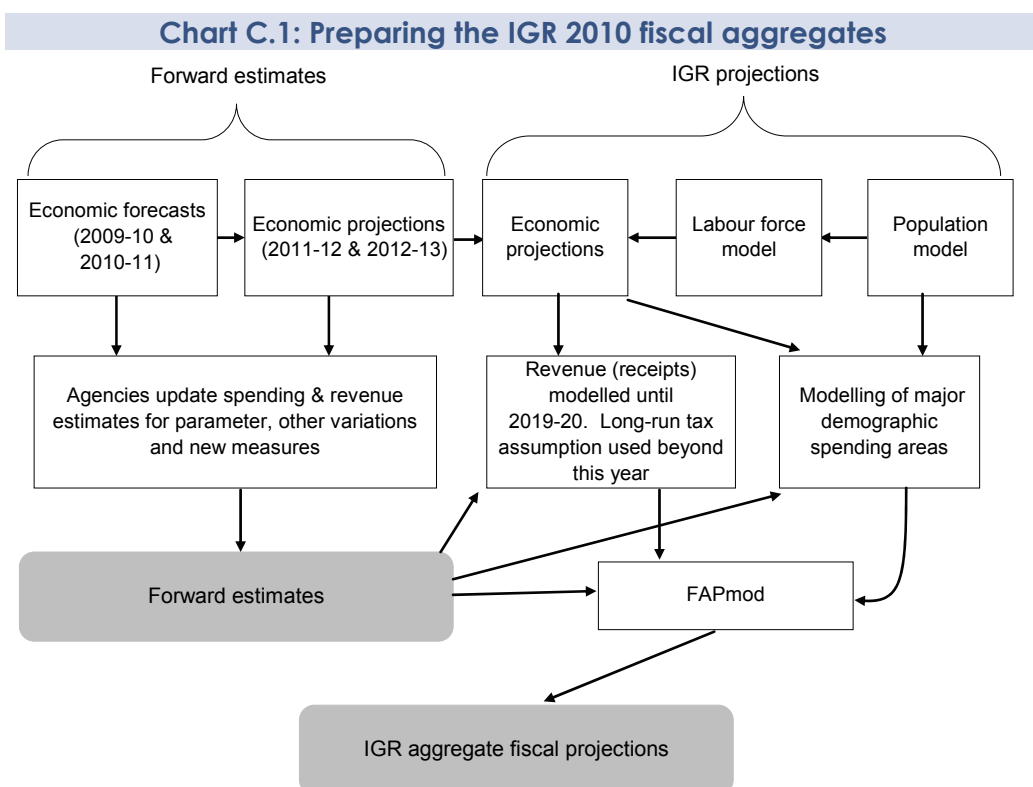 Chart C.1: Preparing the IGR 2010 fiscal aggregates
Forward estimates
IGR projections
Economic forecasts
(2009-10 &
2010-11)
Economic projections
(2011-12 & 2012-13)
Economic
projections
Labour force
model
Population
model
Agencies update spending & revenue
estimates for parameter, other variations
and new measures
Revenue (receipts)
modelled until
2019-20. Long-run tax
assumption used beyond
this year
Modelling of major
demographic
spending areas
Forward estimates
FAPmod
IGR aggregate fiscal projections